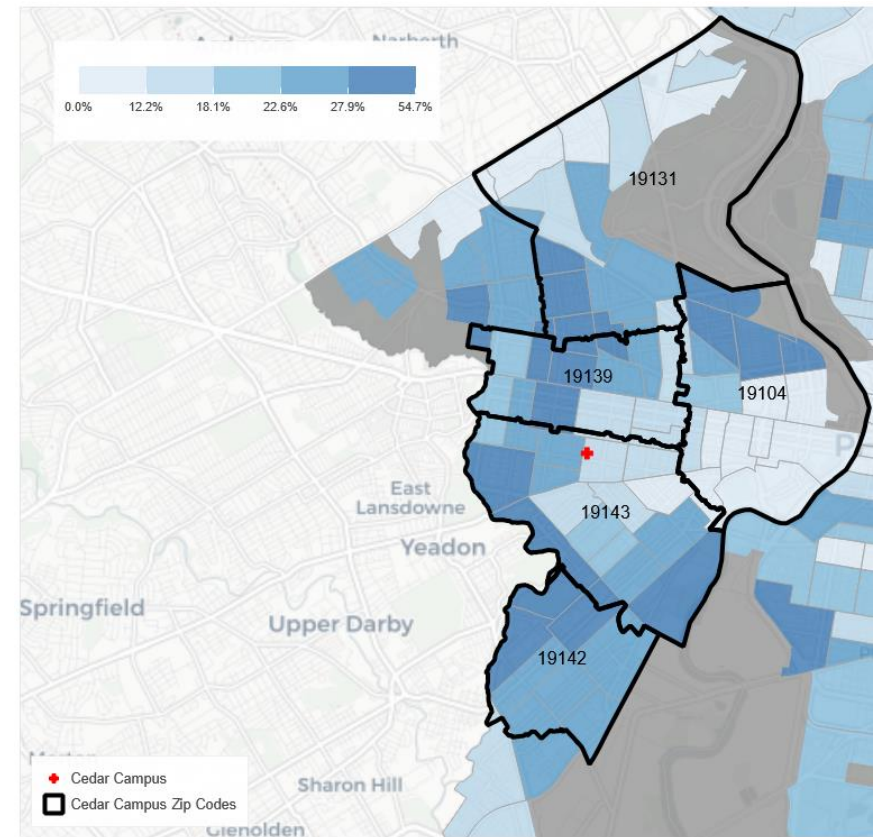 Narberth
0.0% 12.2% 18.1% 22.6% 27.9% 54.7%
19131
19139
19104
East
Lansdowne
19143
Yeadon
Springfield
Upper Darby
19142
Cedar Campus
Cedar Campus Zip Codes
Sharon Hill
Glenolden